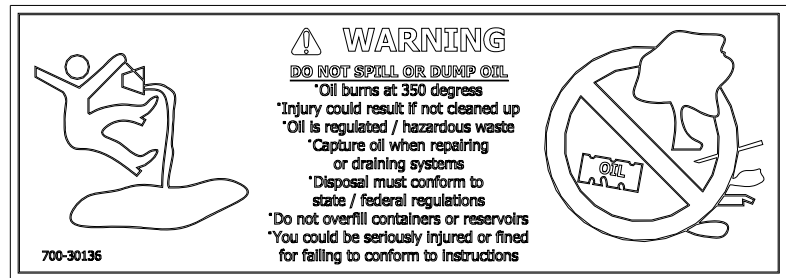 WARNING
DO NOT SPILL OR DUMP OIL
*Oil burns at 350 degress
*Injury could result if not cleaned up
*Oil is regulated / hazardous waste
*Capture oil when repairing
or draining systems
*Disposal must conform to
state / federal regulations
*Do not overfill containers or reservoirs
*You could be seriously injured or fined
for failing to conform to instructions
OIL
700-30136